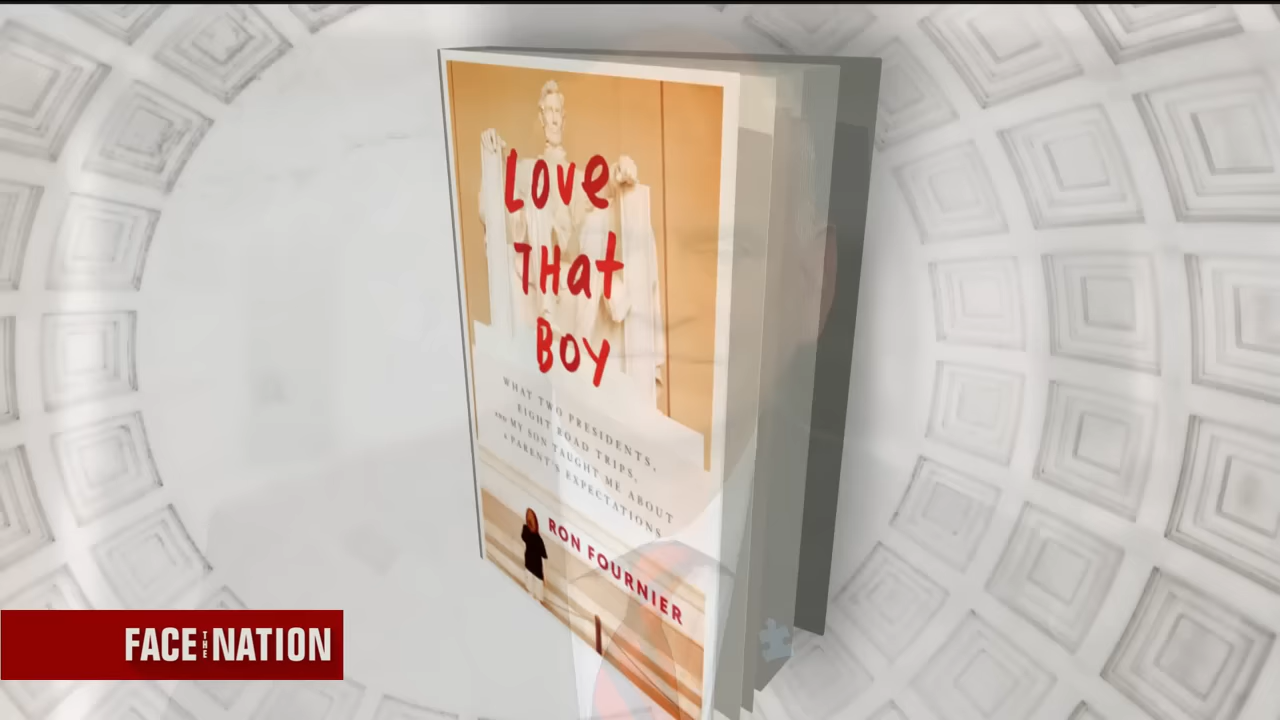 Love
THat
BOY
WHAT TWO PRESIDENTS,
EIGHT ROAD TRIPS,
AND MY SON TAUGHT ME ABOUT
A PARENT'S EXPECTATIONS
RON FOURNIER
FACE THE NATION